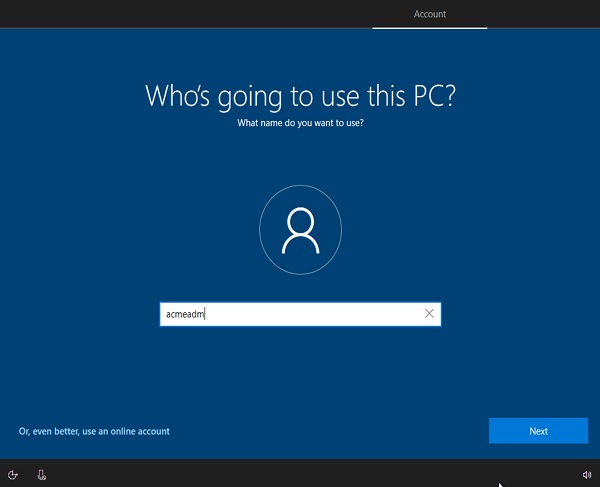 Account
Who's going to use this PC?
What name do you want to use?
acmeadm
Or, even better, use an online account
Next